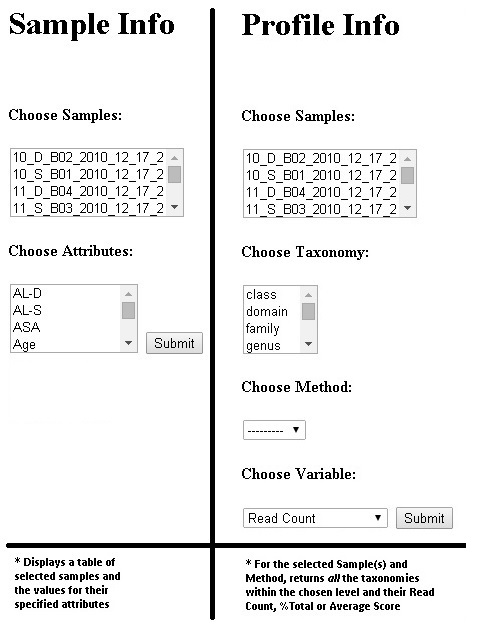 Sample Info
Choose Samples:
10_D_B02_2010_12_17_2
10_S_B01_2010_12_17_2
11_D_B04_2010_12_17_2
11_S_B03_2010_12_17_2
Choose Attributes:
AL-D
AL-S
ASA
Age
Submit
* Displays a table of
selected samples and
the values for their
specified attributes
Profile Info
Choose Samples:
10_D_B02_2010_12_17_2
10_S_B01_2010_12_17_2
11_D_B04_2010_12_17_2
11_S_B03_2010_12_17_2
Choose Taxonomy:
class
domain
family
genus
Choose Method:
---------
Choose Variable:
Read Count
Submit
* For the selected Sample(s) and
Method, returns all the taxonomies
within the chosen level and their Read
Count, %Total or Average Score